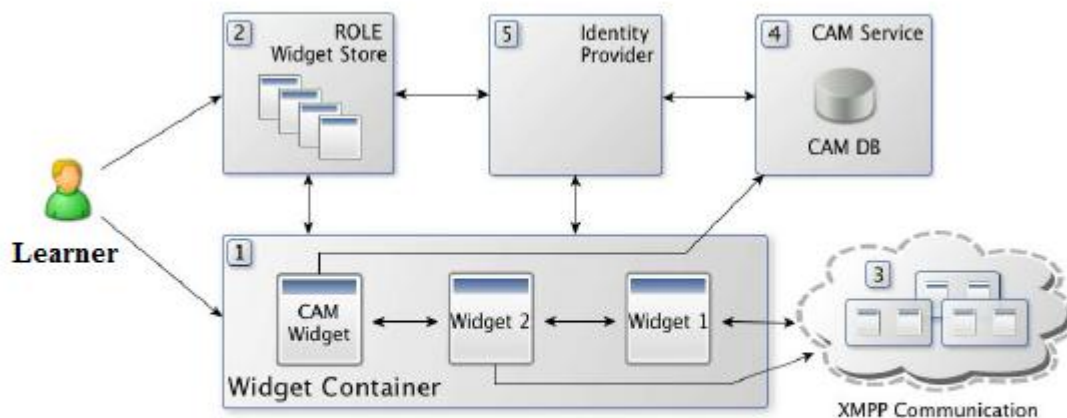 2
ROLE
Widget Store
5
Identity
Provider
4
CAM Service
CAM DB
Learner
1
CAM
Widget
Widget 2
Widget 1
Widget Container
3
XMPP Communication